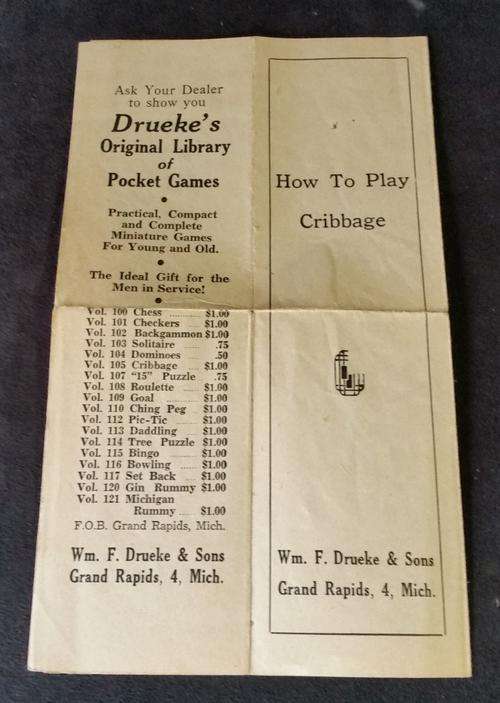 Ask Your Dealer
to show you
Drueke's
Original Library
of
Pocket Games
Practical, Compact
and Complete
Miniature Games
For Young and Old.
The Ideal Gift for the
Men in Service!
Vol. 100 Chess ........ $1.00
Vol. 101 Checkers .... $1.00
Vol. 102 Backgammon $1.00
Vol. 103 Solitaire ...... .75
Vol. 104 Dominoes .... .50
Vol. 105 Cribbage .... $1.00
Vol. 107 "15" Puzzle .75
Vol. 108 Roulette .... $1.00
Vol. 109 Goal .......... $1.00
Vol. 110 Ching Peg .. $1.00
Vol. 112 Pic-Tic ........ $1.00
Vol. 113 Daddling .... $1.00
Vol. 114 Tree Puzzle $1.00
Vol. 115 Bingo ........ $1.00
Vol. 116 Bowling ...... $1.00
Vol. 117 Set Back .... $1.00
Vol. 120 Gin Rummy $1.00
Vol. 121 Michigan
Rummy .... $1.00
F.O.B. Grand Rapids, Mich.
Wm. F. Drueke & Sons
Grand Rapids, 4, Mich.
How To Play
Cribbage
Wm. F. Drueke & Sons
Grand Rapids, 4, Mich.